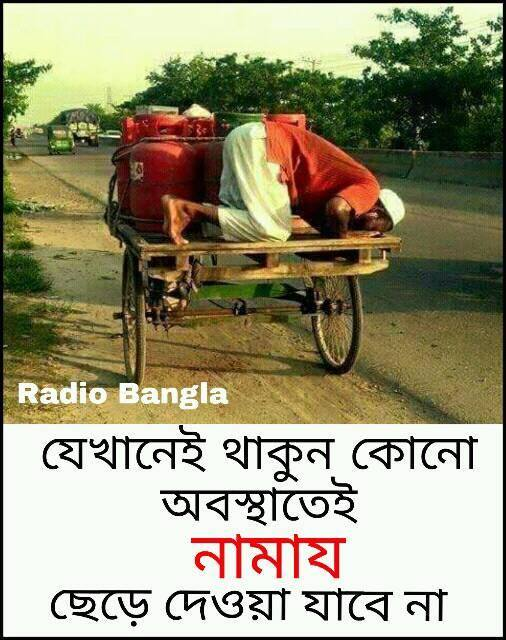 Radio Bangla
যেখানেই থাকুন কোনো
অবস্থাতেই
নামায
ছেড়ে দেওয়া যাবে না